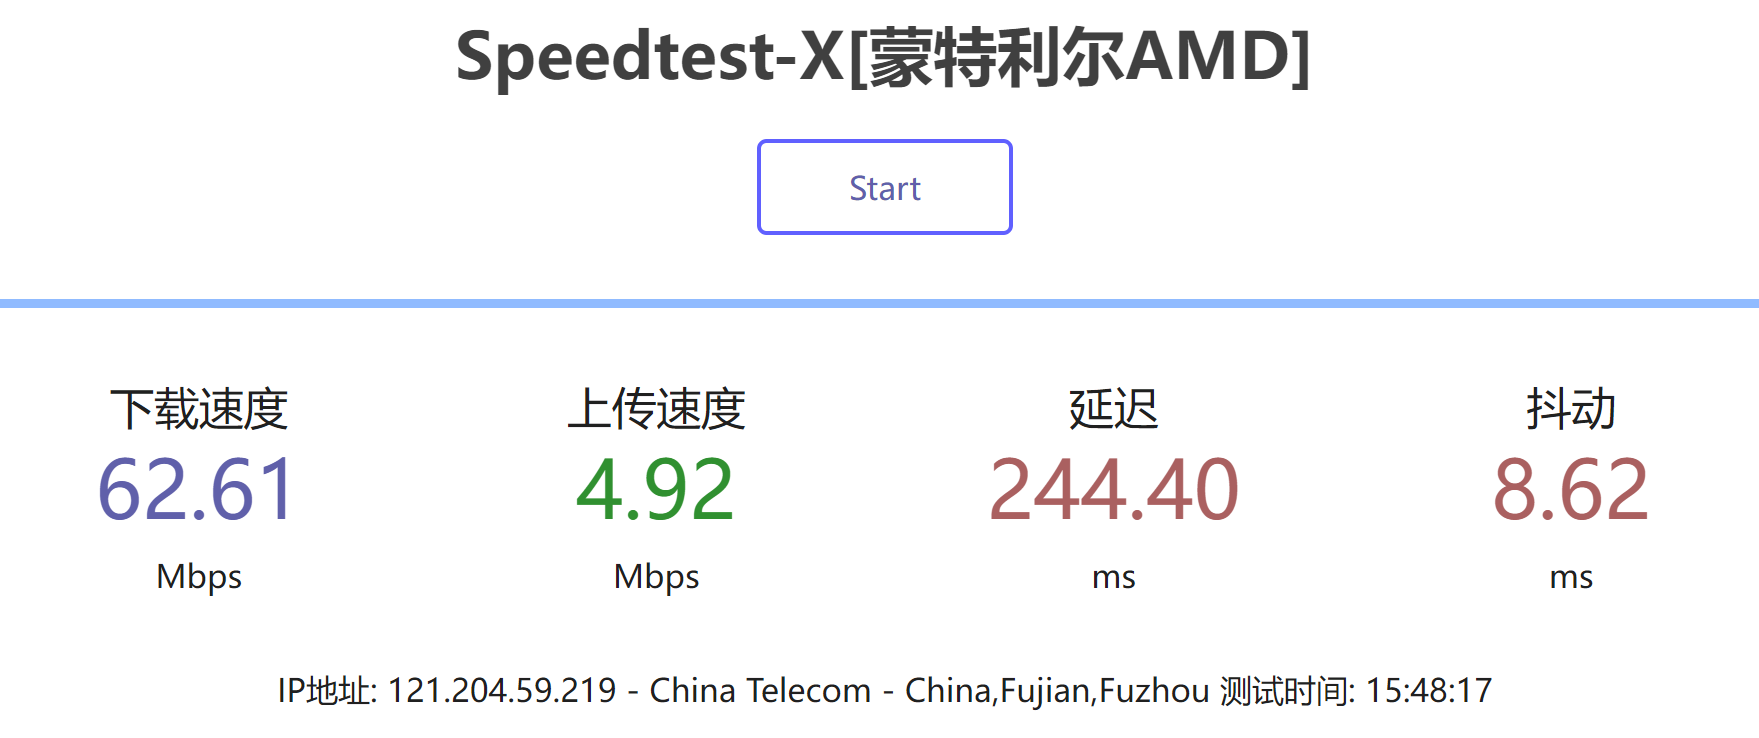 Speedtest-X[蒙特利尔AMD]
Start
下载速度 上传速度 延迟 抖动
62.61 4.92 244.40 8.62
Mbps Mbps ms ms
IP地址: 121.204.59.219 - China Telecom - China,Fujian,Fuzhou 测试时间: 15:48:17